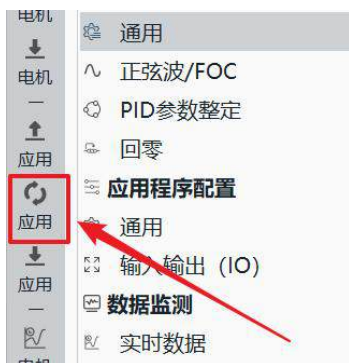 电机
电机
应用
应用
应用
通用
正弦波/FOC
PID参数整定
回零
应用程序配置
通用
输入输出 (IO)
数据监测
实时数据